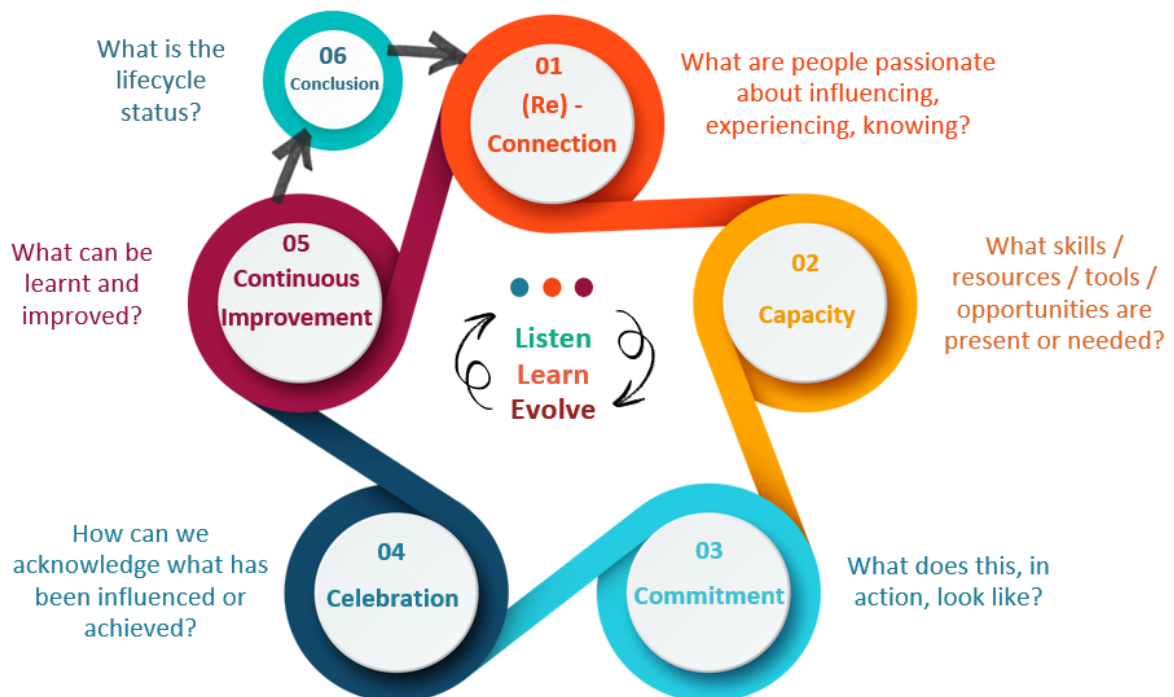 01
(Re) -
Connection
What are people passionate
about influencing,
experiencing, knowing?
02
Capacity
What skills /
resources / tools /
opportunities are
present or needed?
03
Commitment
What does this, in
action, look like?
04
Celebration
How can we
acknowledge what has
been influenced or
achieved?
05
Continuous
Improvement
What can be
learnt and
improved?
06
Conclusion
What is the
lifecycle
status?
Listen
Learn
Evolve